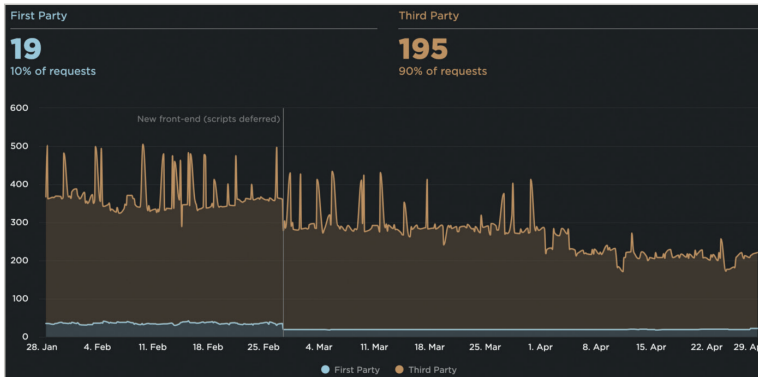 First Party
Third Party
19
195
10% of requests
90% of requests
600
New front-end (scripts deferred)
500
400
300
200
100
0
28. Jan 4. Feb 11. Feb 18. Feb 25. Feb 4. Mar 11. Mar 18. Mar 25. Mar 1. Apr 8. Apr 15. Apr 22. Apr 29. Ap
First Party Third Party